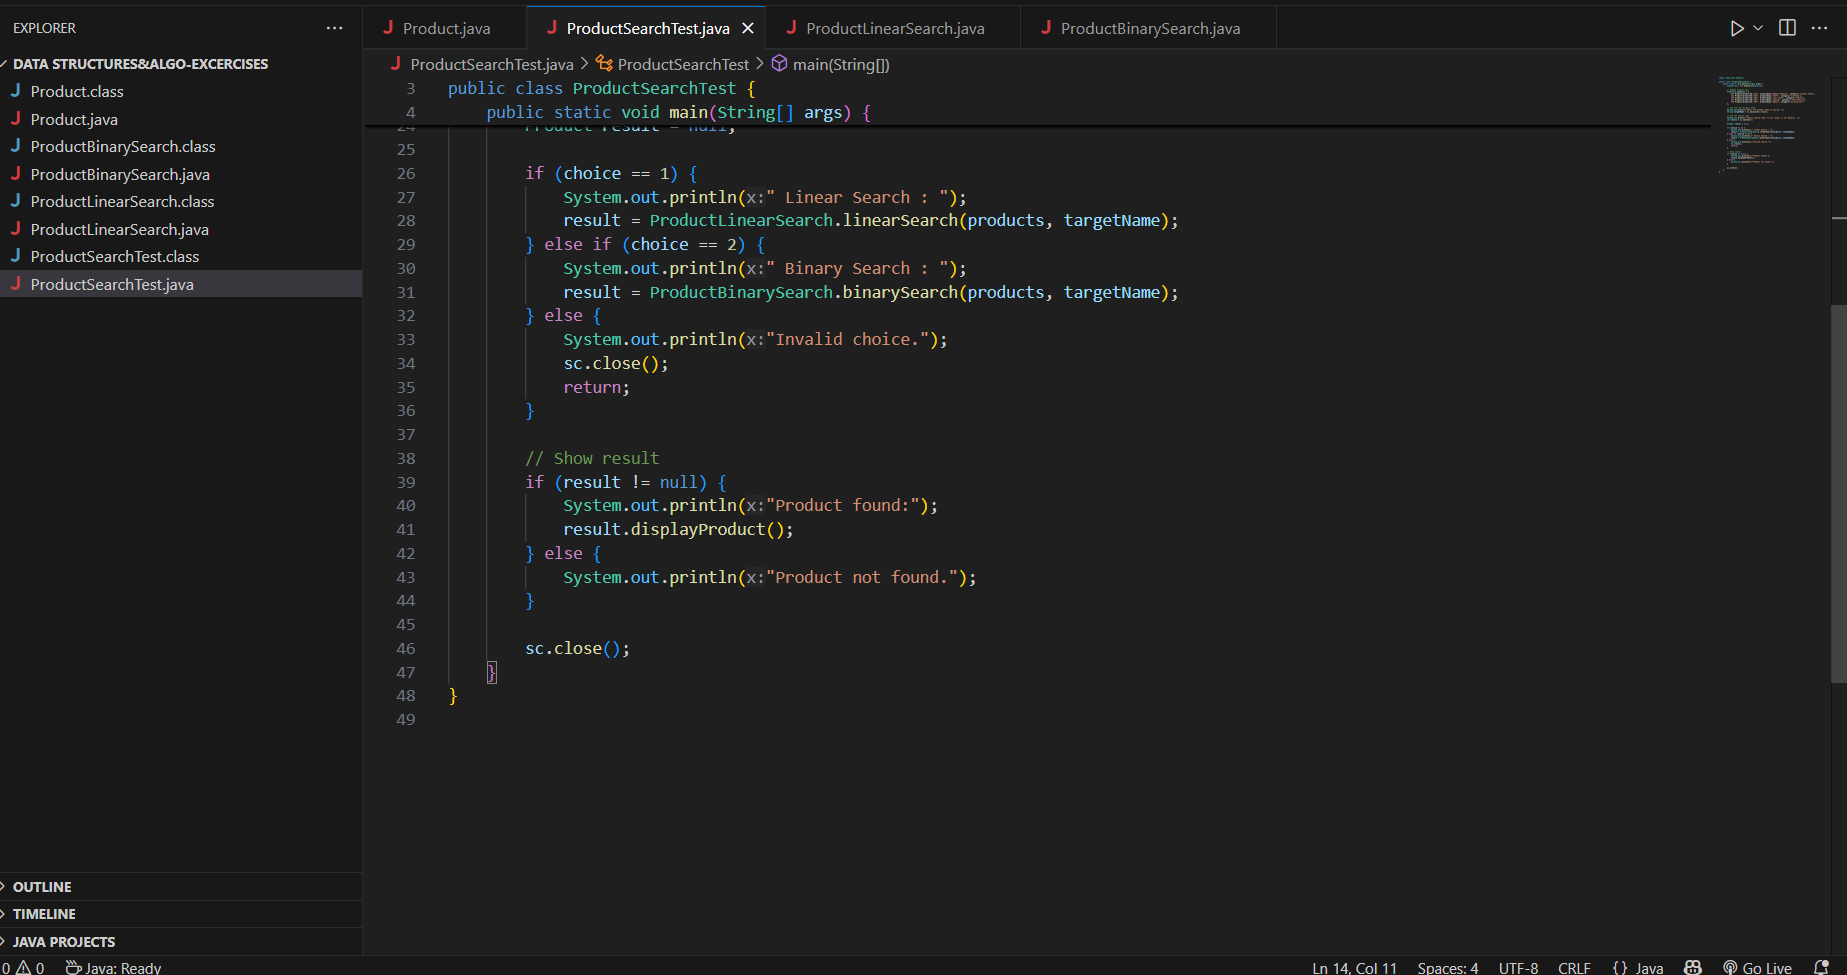 EXPLORER
DATA STRUCTURES&ALGO-EXCERCISES
J Product.class
J Product.java
J ProductBinarySearch.class
J ProductBinarySearch.java
J ProductLinearSearch.class
J ProductLinearSearch.java
J ProductSearchTest.class
J ProductSearchTest.java
OUTLINE
TIMELINE
JAVA PROJECTS
J Product.java
J ProductSearchTest.java
J ProductLinearSearch.java
J ProductBinarySearch.java
J ProductSearchTest.java > ProductSearchTest > main(String[])
3 public class ProductSearchTest {
4 public static void main(String[] args) {
24 Product result = null;
25
26 if (choice == 1) {
27 System.out.println(x:" Linear Search : ");
28 result = ProductLinearSearch.linearSearch(products, targetName);
29 } else if (choice == 2) {
30 System.out.println(x:" Binary Search : ");
31 result = ProductBinarySearch.binarySearch(products, targetName);
32 } else {
33 System.out.println(x:"Invalid choice.");
34 sc.close();
35 return;
36 }
37
38 // Show result
39 if (result != null) {
40 System.out.println(x:"Product found:");
41 result.displayProduct();
42 } else {
43 System.out.println(x:"Product not found.");
44 }
45
46 sc.close();
47 }
48 }
49
0 0 Java: Ready
Ln 14, Col 11 Spaces: 4 UTF-8 CRLF {} Java Go Live